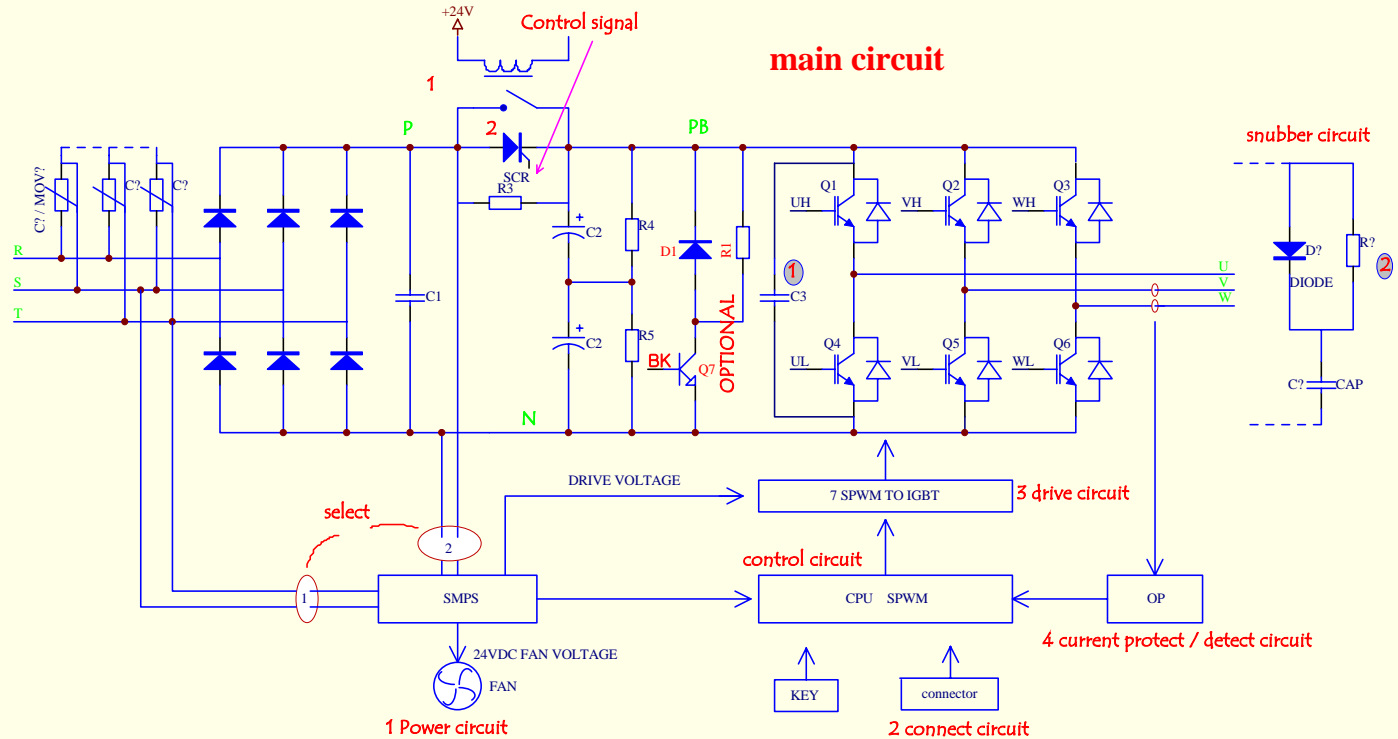 +24V
Control signal
main circuit
1
P
2
PB
snubber circuit
SCR
R3
C? / MOV?
C?
C?
Q1
Q2
Q3
UH
VH
WH
C2
R4
D1
R1
R
S
T
1
C3
U
V
W
D?
DIODE
R?
2
C1
C2
R5
BK
Q7
OPTIONAL
Q4
Q5
Q6
UL
VL
WL
C?
CAP
N
DRIVE VOLTAGE
7 SPWM TO IGBT
3 drive circuit
select
2
control circuit
1
SMPS
CPU SPWM
OP
4 current protect / detect circuit
24VDC FAN VOLTAGE
FAN
KEY
connector
1 Power circuit
2 connect circuit